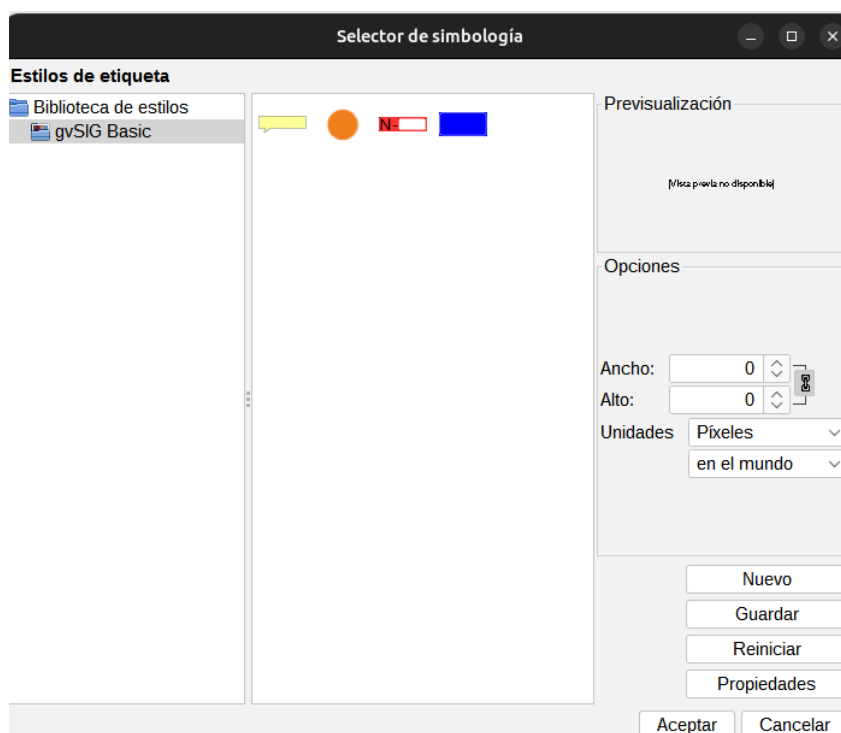 Selector de simbología
Estilos de etiqueta
Biblioteca de estilos
gvSIG Basic
N-
Previsualización
[Vista previa no disponible]
Opciones
Ancho: 0
Alto: 0
Unidades Píxeles
en el mundo
Nuevo
Guardar
Reiniciar
Propiedades
Aceptar Cancelar